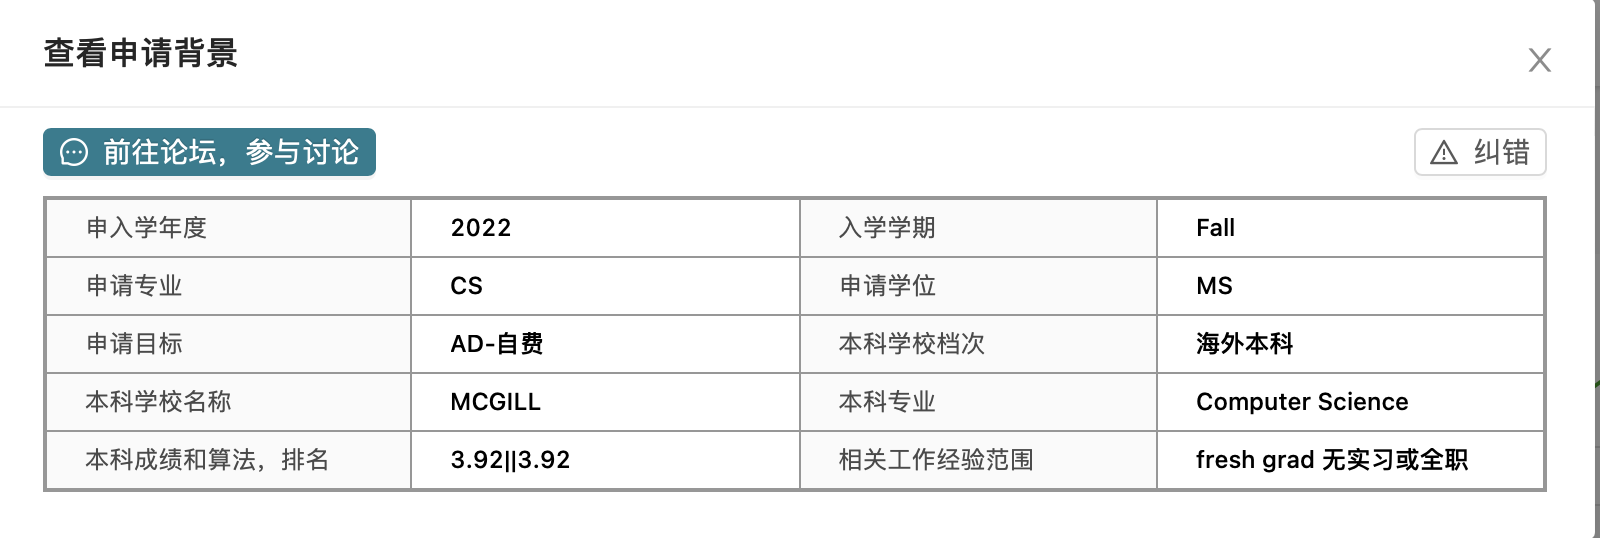 查看申请背景
前往论坛，参与讨论
纠错
申入学年度 2022 入学学期 Fall
申请专业 CS 申请学位 MS
申请目标 AD-自费 本科学校档次 海外本科
本科学校名称 MCGILL 本科专业 Computer Science
本科成绩和算法，排名 3.92||3.92 相关工作经验范围 fresh grad 无实习或全职